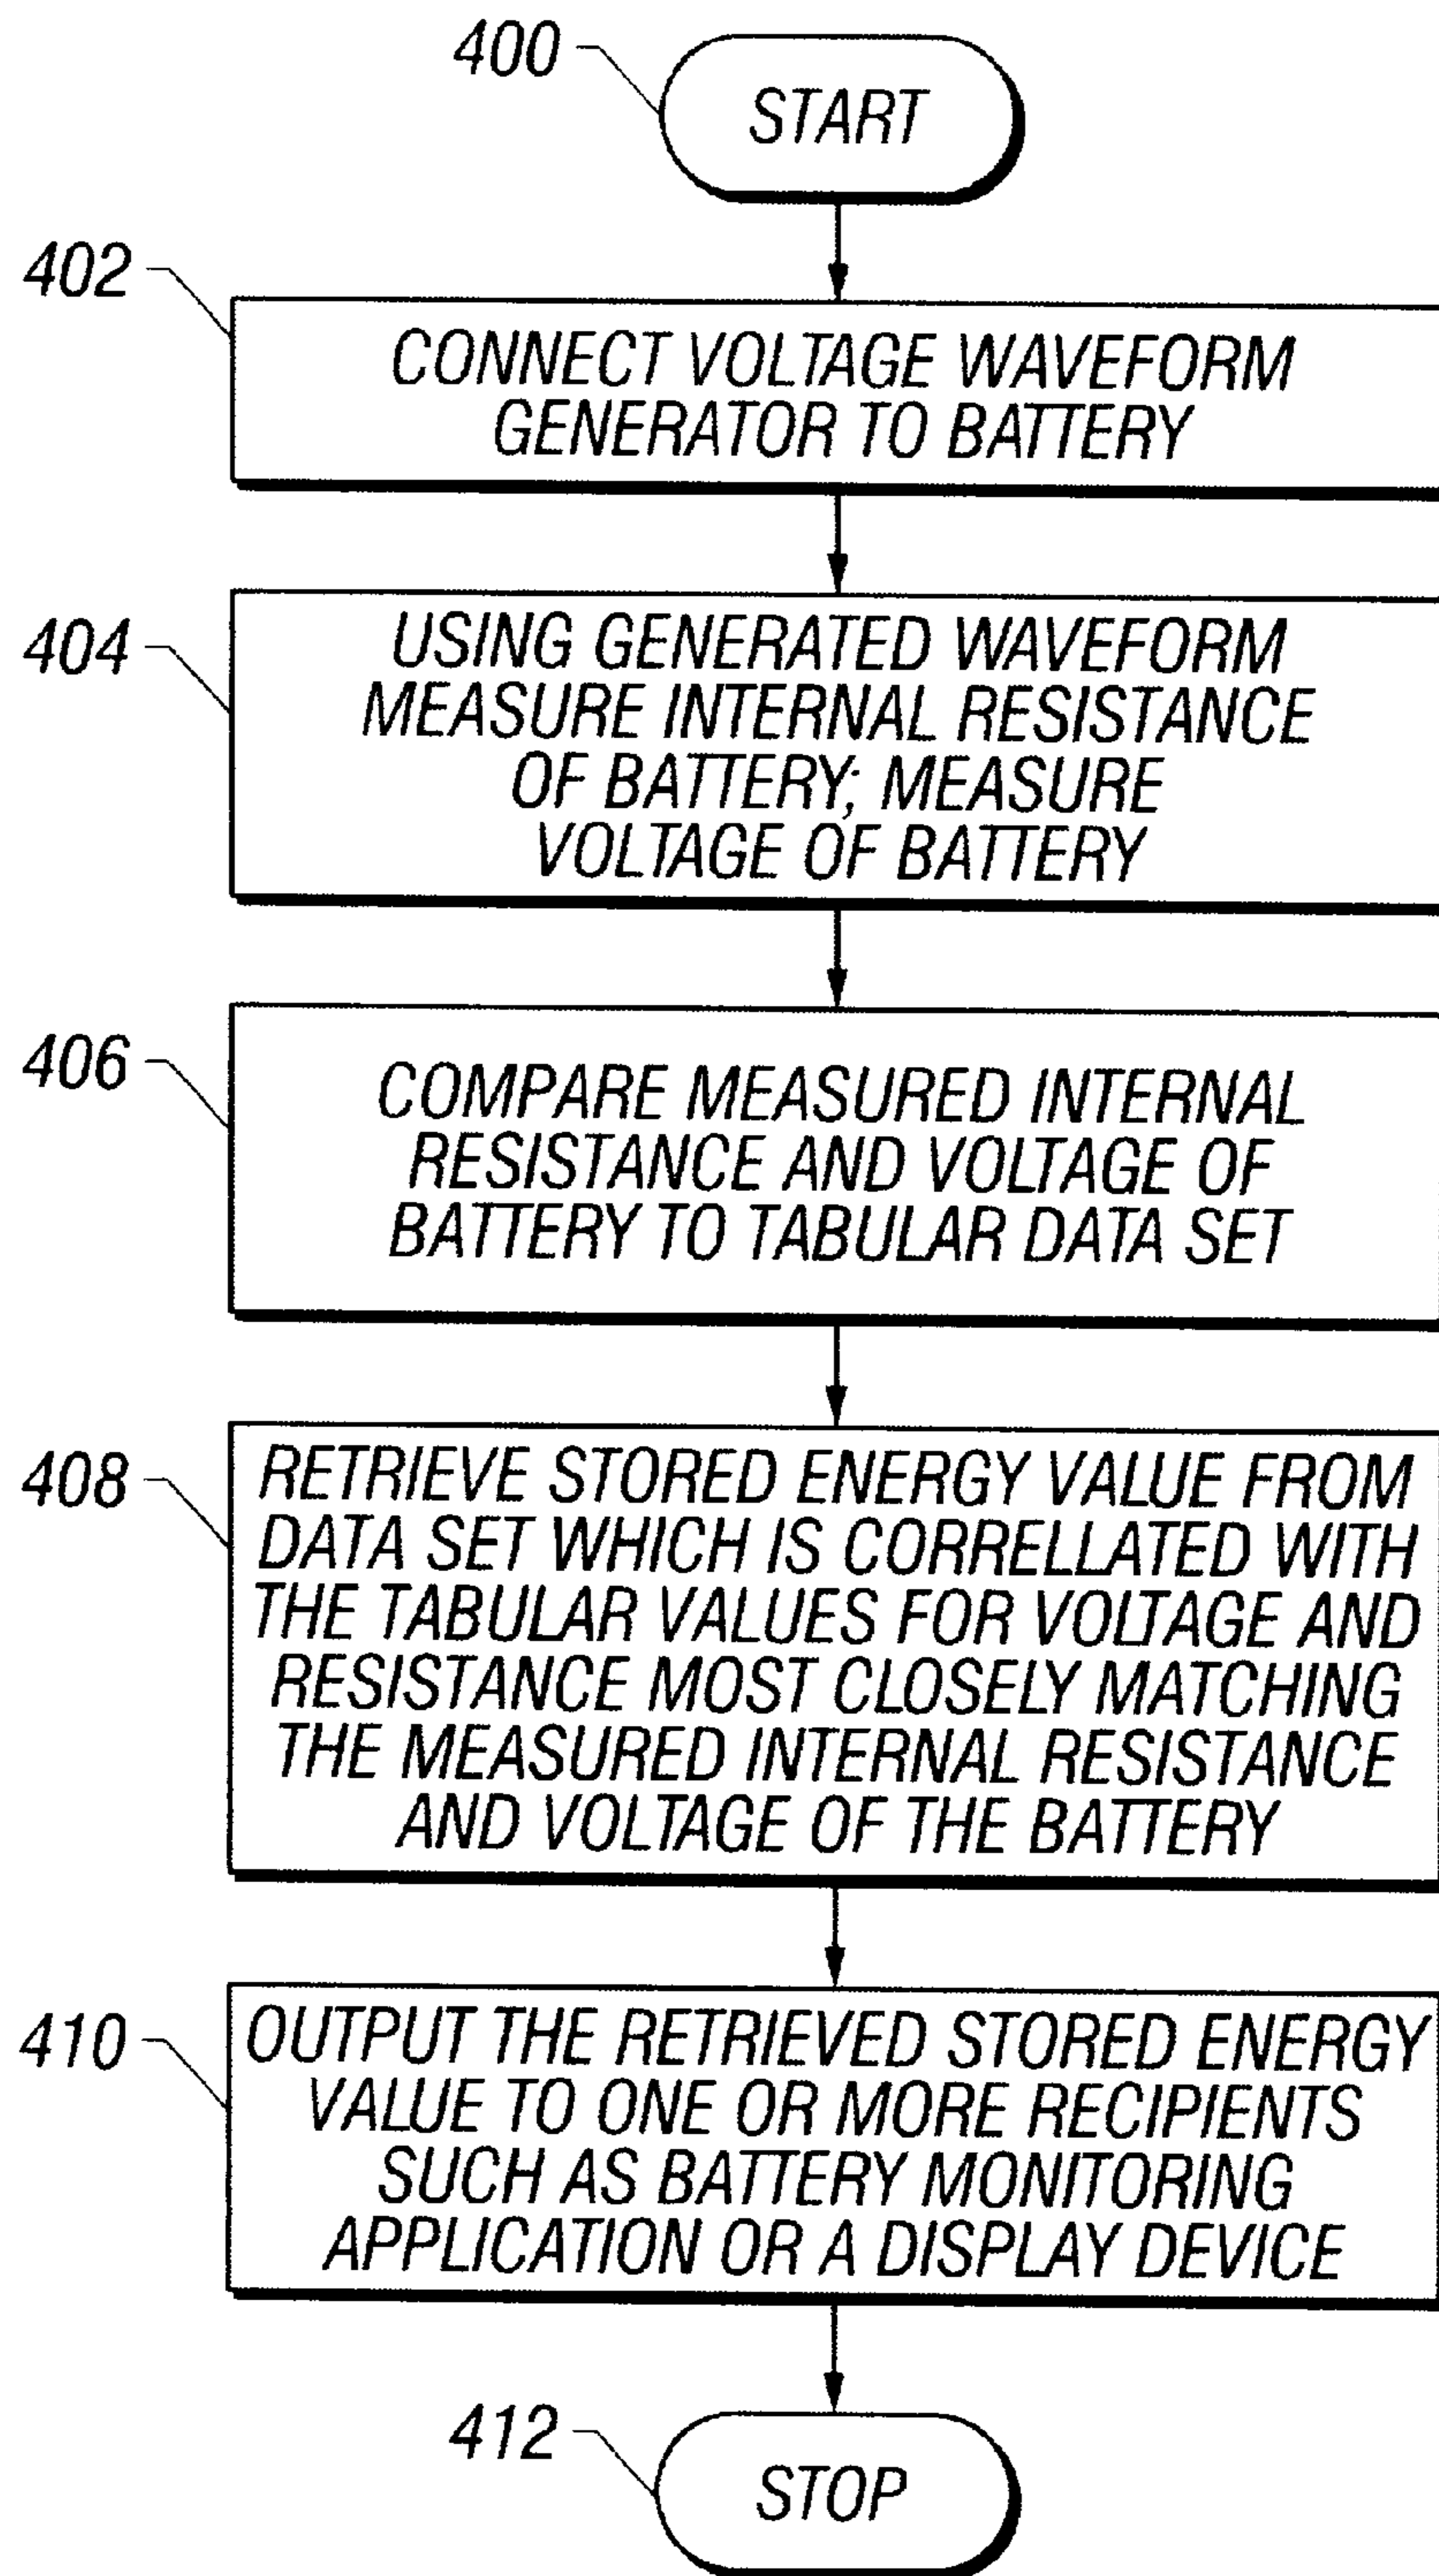 400
START
402
CONNECT VOLTAGE WAVEFORM
GENERATOR TO BATTERY
404
USING GENERATED WAVEFORM
MEASURE INTERNAL RESISTANCE
OF BATTERY; MEASURE
VOLTAGE OF BATTERY
406
COMPARE MEASURED INTERNAL
RESISTANCE AND VOLTAGE OF
BATTERY TO TABULAR DATA SET
408
RETRIEVE STORED ENERGY VALUE FROM
DATA SET WHICH IS CORRELLATED WITH
THE TABULAR VALUES FOR VOLTAGE AND
RESISTANCE MOST CLOSELY MATCHING
THE MEASURED INTERNAL RESISTANCE
AND VOLTAGE OF THE BATTERY
410
OUTPUT THE RETRIEVED STORED ENERGY
VALUE TO ONE OR MORE RECIPIENTS
SUCH AS BATTERY MONITORING
APPLICATION OR A DISPLAY DEVICE
412
STOP